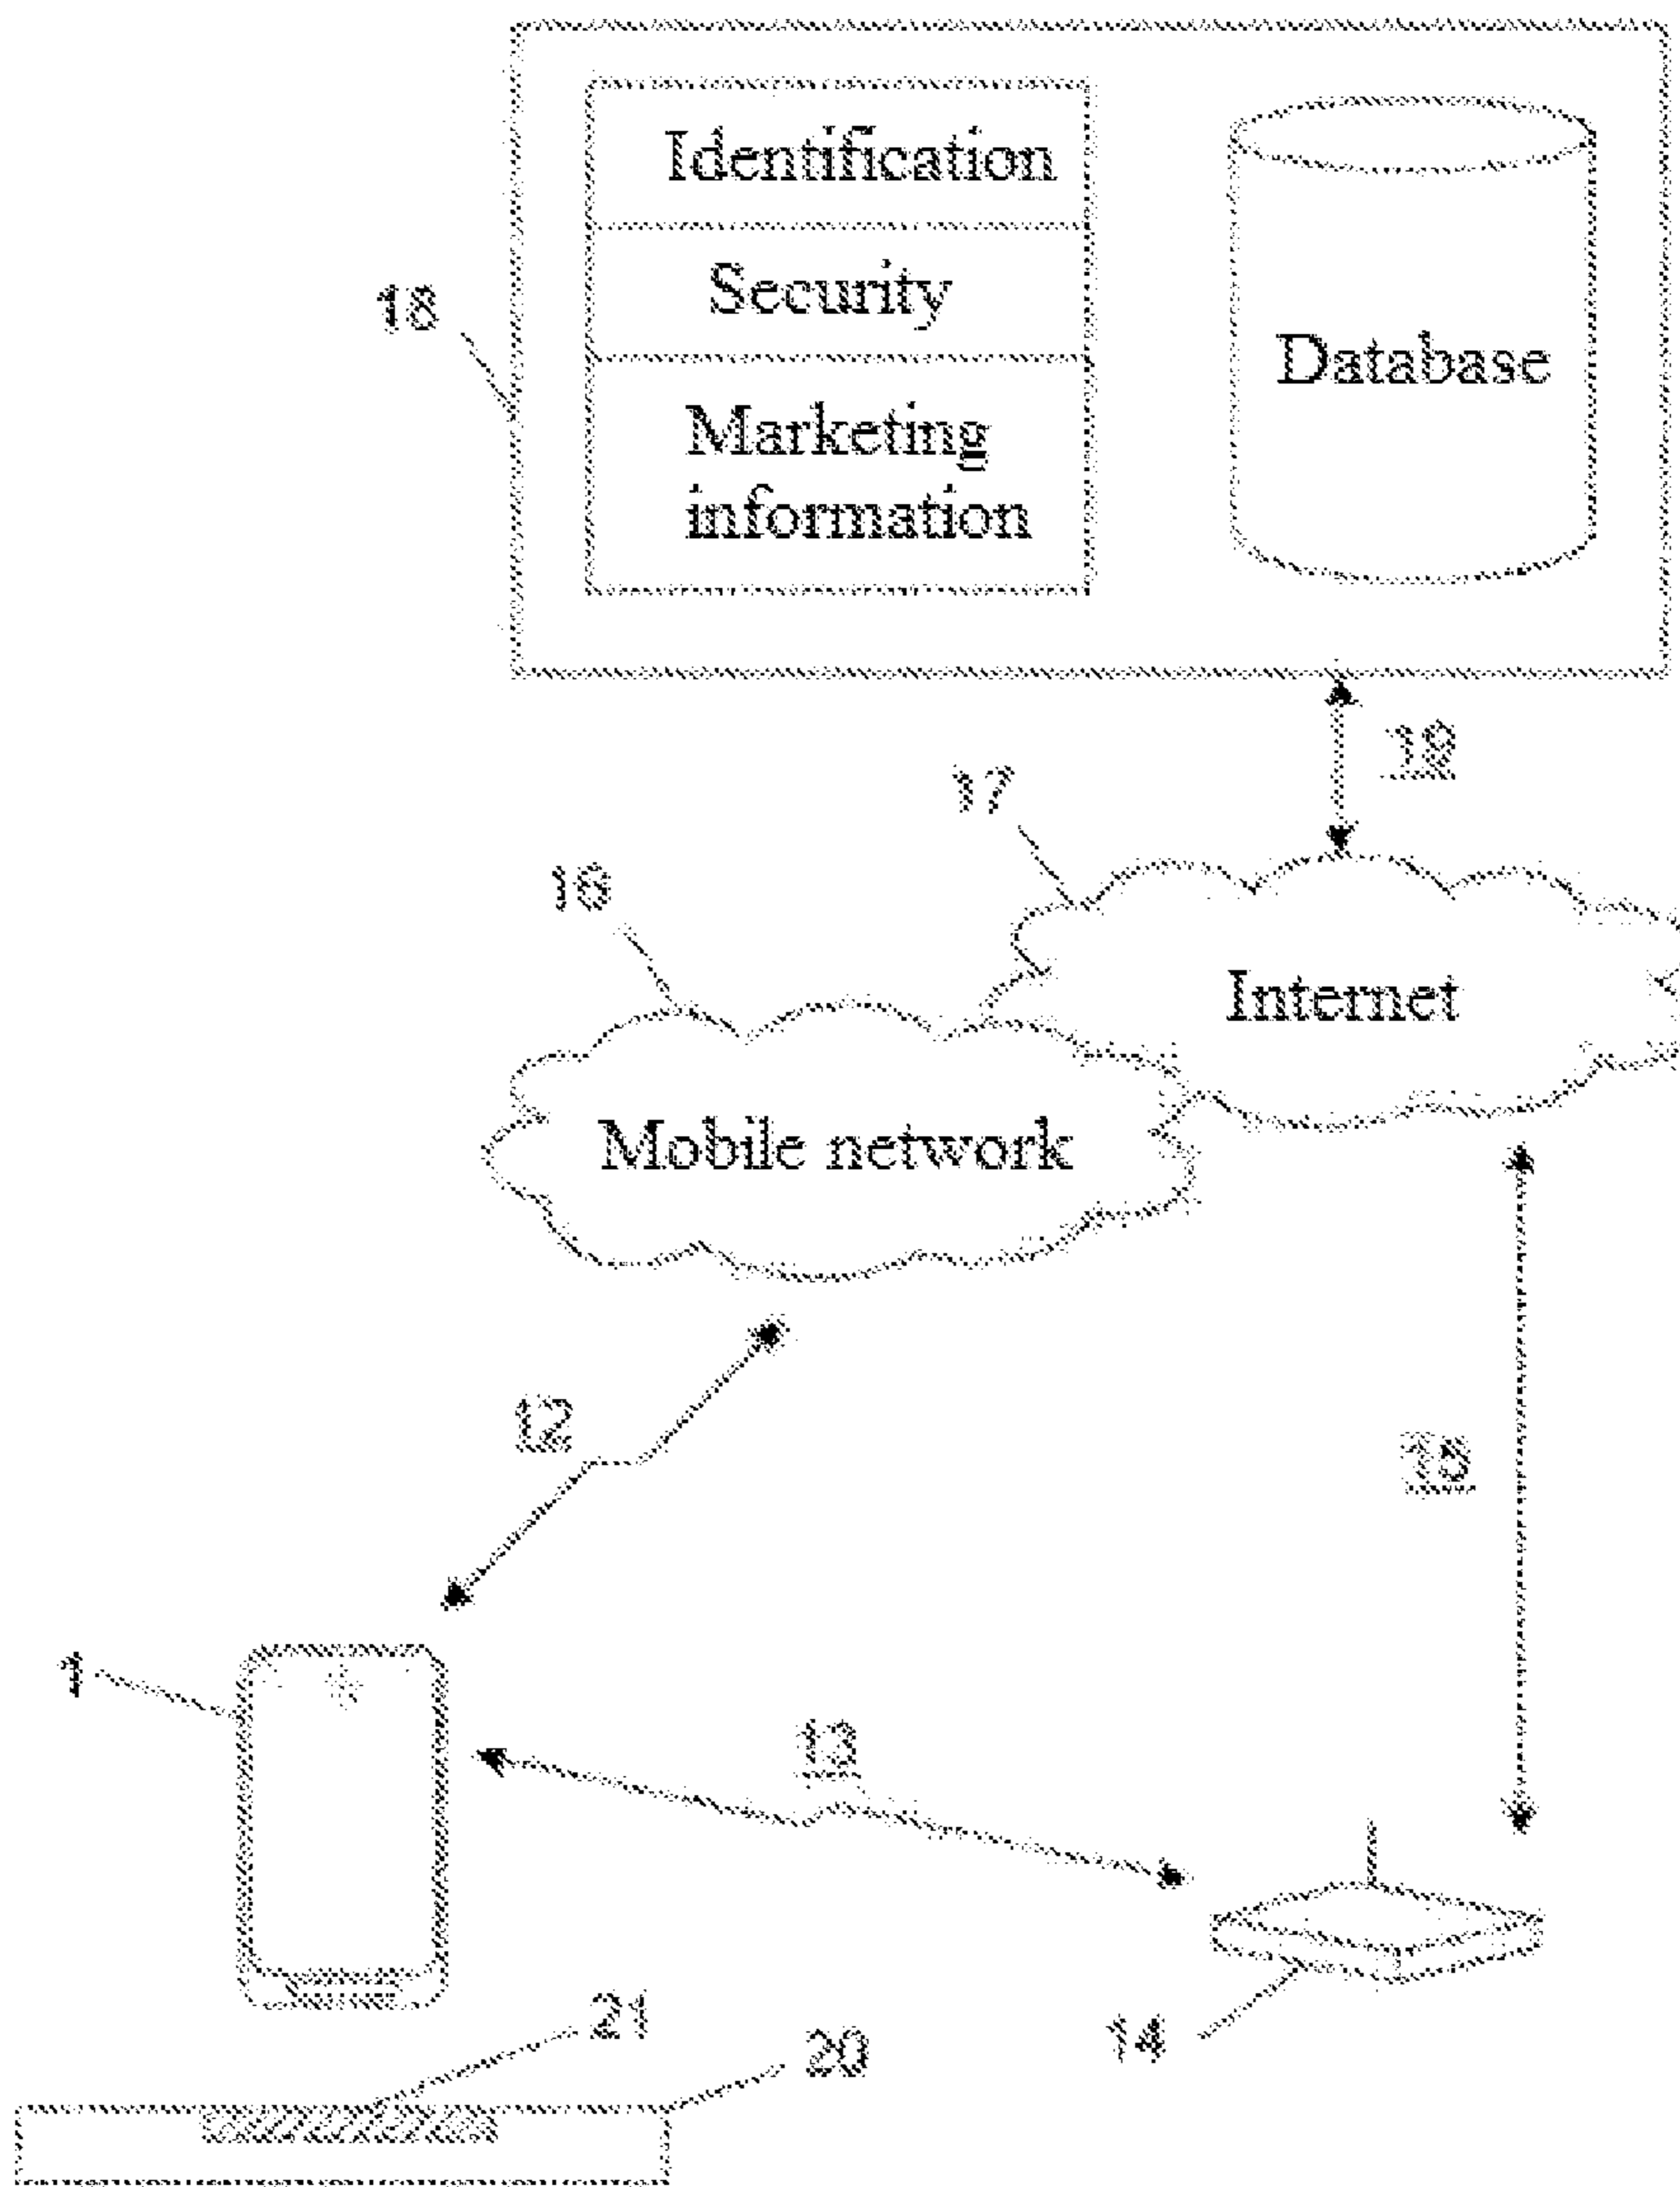 Identification
Security
Marketing
information
Database
18
19
17
16
Internet
Mobile network
12
15
1
13
21
20
14